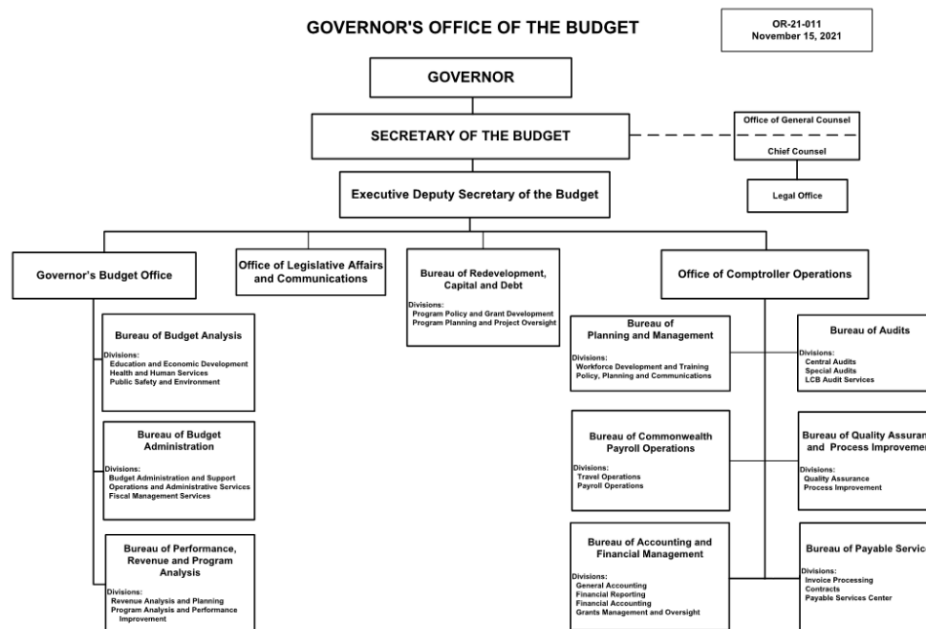 GOVERNOR'S OFFICE OF THE BUDGET
OR-21-011
November 15, 2021
GOVERNOR
SECRETARY OF THE BUDGET
Office of General Counsel
Chief Counsel
Legal Office
Executive Deputy Secretary of the Budget
Governor's Budget Office
Office of Legislative Affairs
and Communications
Bureau of Redevelopment,
Capital and Debt
Divisions:
Program Policy and Grant Development
Program Planning and Project Oversight
Office of Comptroller Operations
Bureau of Budget Analysis
Divisions:
Education and Economic Development
Health and Human Services
Public Safety and Environment
Bureau of Budget
Administration
Divisions:
Budget Administration and Support
Operations and Administrative Services
Fiscal Management Services
Bureau of Performance,
Revenue and Program
Analysis
Divisions:
Revenue Analysis and Planning
Program Analysis and Performance
Improvement
Bureau of
Planning and Management
Divisions:
Workforce Development and Training
Policy, Planning and Communications
Bureau of Audits
Divisions:
Central Audits
Special Audits
LCB Audit Services
Bureau of Commonwealth
Payroll Operations
Divisions:
Travel Operations
Payroll Operations
Bureau of Quality Assuranc
and Process Improvemen
Divisions:
Quality Assurance
Process Improvement
Bureau of Accounting and
Financial Management
Divisions:
General Accounting
Financial Reporting
Financial Accounting
Grants Management and Oversight
Bureau of Payable Service
Divisions:
Invoice Processing
Contracts
Payable Services Center